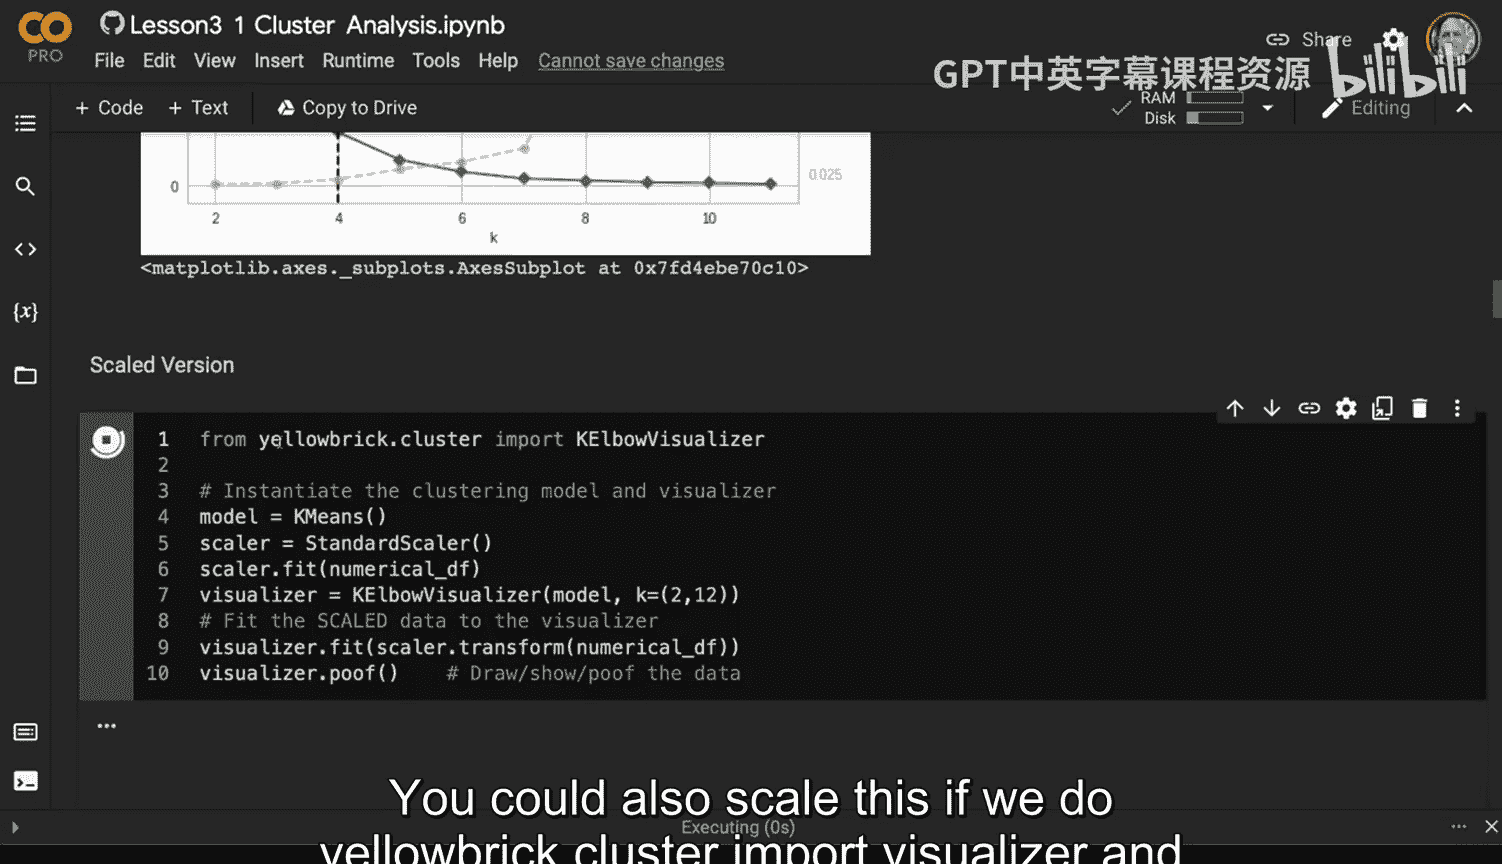 CO
PRO
Lesson3 1 Cluster Analysis.ipynb
File Edit View Insert Runtime Tools Help Cannot save changes
Share
GPT中英字幕课程资源
bilibili
+ Code + Text Copy to Drive
RAM
Disk
Editing
0
0.025
2 4 6 8 10
k
<matplotlib.axes._subplots.AxesSubplot at 0x7fd4ebe70c10>
{x}
Scaled Version
1 from yellowbrick.cluster import KElbowVisualizer
2
3 # Instantiate the clustering model and visualizer
4 model = KMeans()
5 scaler = StandardScaler()
6 scaler.fit(numerical_df)
7 visualizer = KElbowVisualizer(model, k=(2,12))
8 # Fit the SCALED data to the visualizer
9 visualizer.fit(scaler.transform(numerical_df))
10 visualizer.poof() # Draw/show/poof the data
Executing (0s)
You could also scale this if we do
yellowbrick cluster import visualizer and